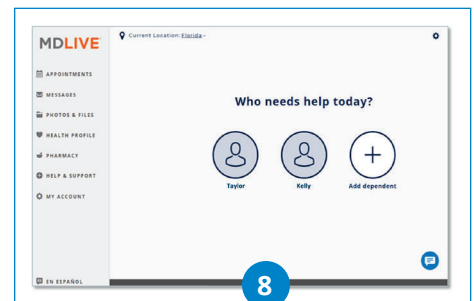 MDLIVE
Current Location: Florida
APPOINTMENTS
MESSAGES
PHOTOS & FILES
HEALTH PROFILE
PHARMACY
HELP & SUPPORT
MY ACCOUNT
EN ESPAÑOL
Who needs help today?
Taylor
Kelly
Add dependent
8